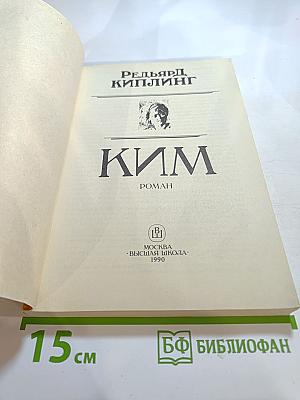 РЕДЬЯРД
КИПЛИНГ
КИМ
РОМАН
МОСКВА
«ВЫСШАЯ ШКОЛА»
1990
15 см
БФ БИБЛИОФАН